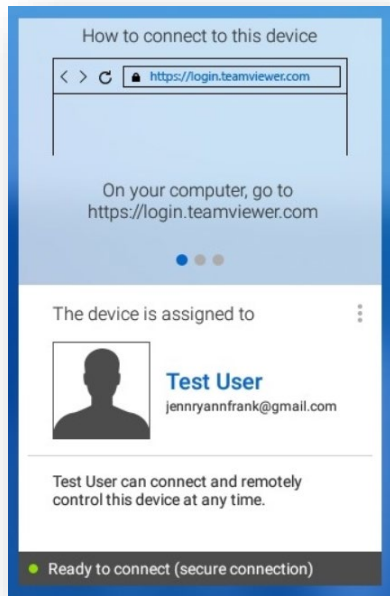 How to connect to this device
https://login.teamviewer.com
On your computer, go to
https://login.teamviewer.com
The device is assigned to
Test User
jennryannfrank@gmail.com
Test User can connect and remotely
control this device at any time.
Ready to connect (secure connection)